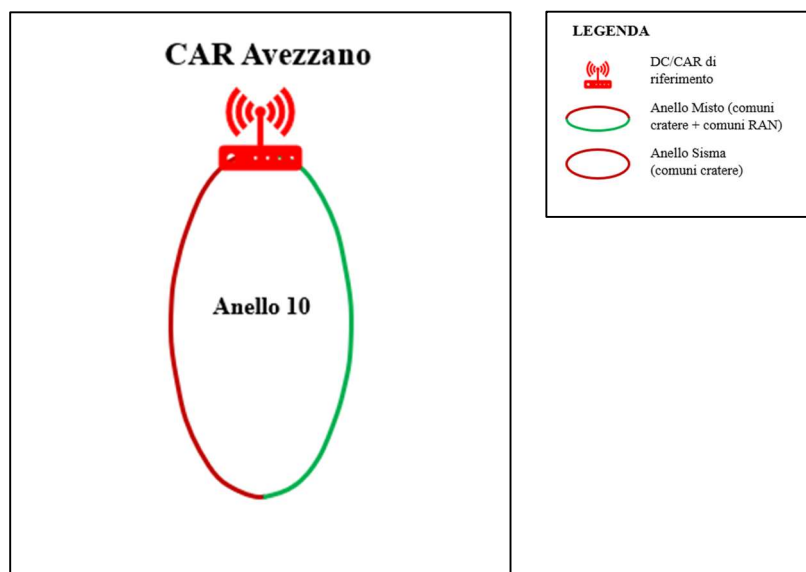 CAR Avezzano
Anello 10
LEGENDA
DC/CAR di
riferimento
Anello Misto (comuni
cratere + comuni RAN)
Anello Sisma
(comuni cratere)